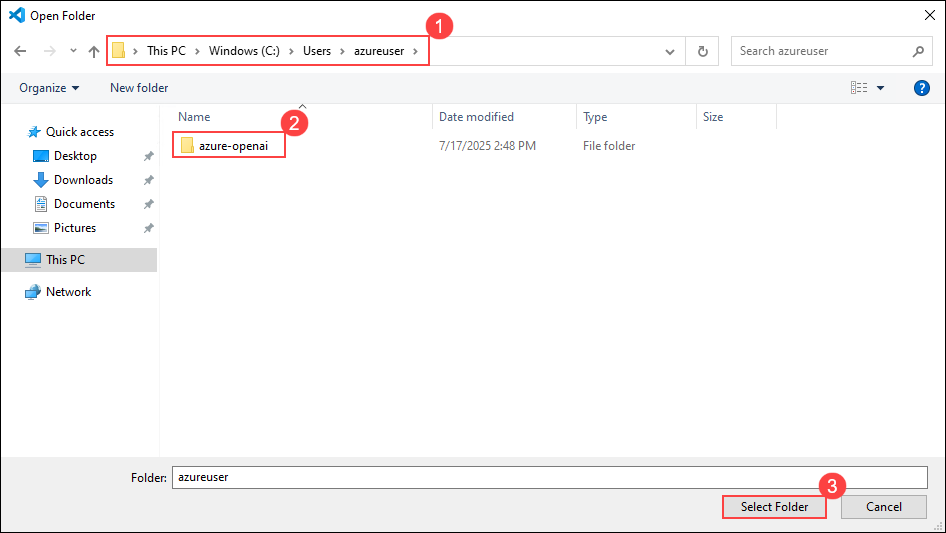 Open Folder
1
This PC > Windows (C:) > Users > azureuser >
Search azureuser
Organize
New folder
?
Name
Date modified
Type
Size
2
azure-openai
7/17/2025 2:48 PM
File folder
Quick access
Desktop
Downloads
Documents
Pictures
This PC
Network
Folder:
azureuser
3
Select Folder
Cancel